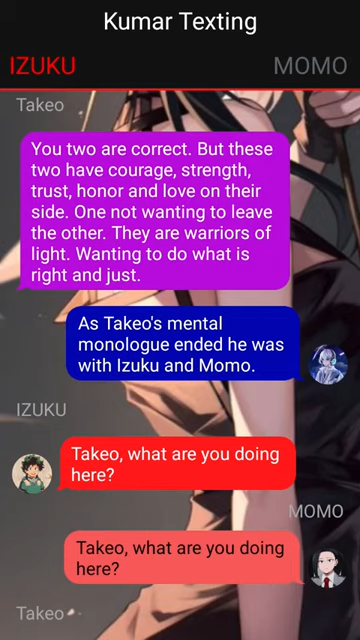 Kumar Texting
IZUKU MOMO
Takeo
You two are correct. But these
two have courage, strength,
trust, honor and love on their
side. One not wanting to leave
the other. They are warriors of
light. Wanting to do what is
right and just.
As Takeo's mental
monologue ended he was
with Izuku and Momo.
IZUKU
Takeo, what are you doing
here?
MOMO
Takeo, what are you doing
here?
Takeo